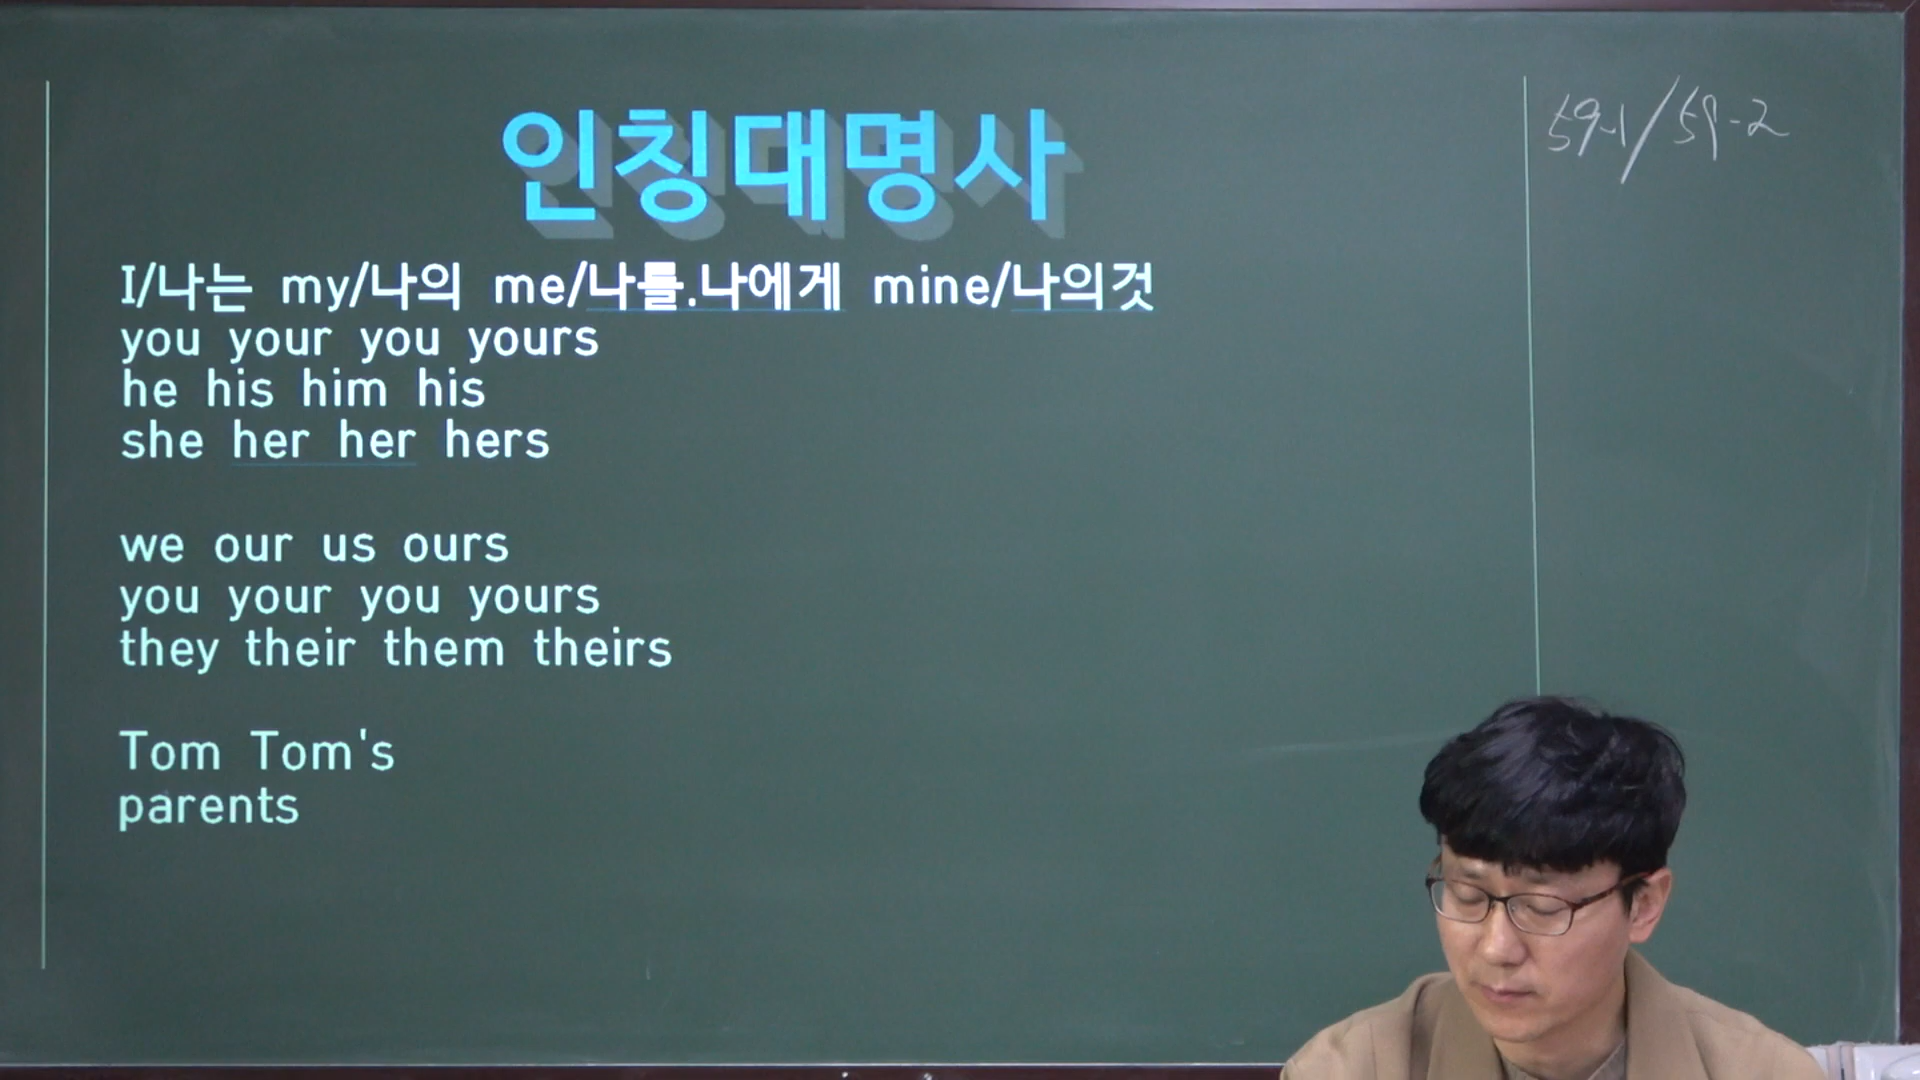 인칭대명사
59-1/59-2
I/나는 my/나의 me/나를.나에게 mine/나의것
you your you yours
he his him his
she her her hers
we our us ours
you your you yours
they their them theirs
Tom Tom's
parents